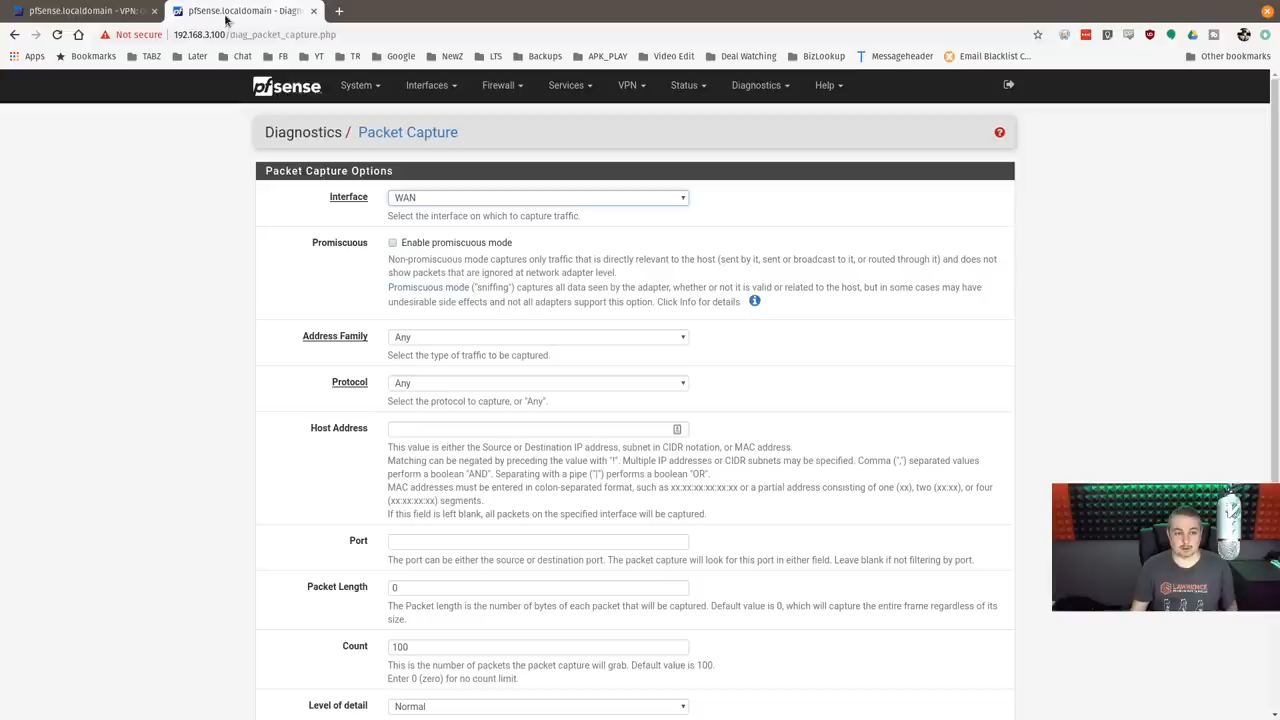 pfSense.localdomain - VPN:
pfSense.localdomain - Diagn
Not secure
192.168.3.100/diag_packet_capture.php
Apps
Bookmarks
TABZ
Later
Chat
FB
YT
TR
Google
NewZ
LTS
Backups
APK_PLAY
Video Edit
Deal Watching
BizLookup
Messageheader
Email Blacklist C...
Other bookmarks
pfsense
System
Interfaces
Firewall
Services
VPN
Status
Diagnostics
Help
Diagnostics / Packet Capture
Packet Capture Options
Interface
WAN
Select the interface on which to capture traffic.
Promiscuous
Enable promiscuous mode
Non-promiscuous mode captures only traffic that is directly relevant to the host (sent by it, sent or broadcast to it, or routed through it) and does not
show packets that are ignored at network adapter level.
Promiscuous mode ("sniffing") captures all data seen by the adapter, whether or not it is valid or related to the host, but in some cases may have
undesirable side effects and not all adapters support this option. Click Info for details
Address Family
Any
Select the type of traffic to be captured.
Protocol
Any
Select the protocol to capture, or "Any".
Host Address
This value is either the Source or Destination IP address, subnet in CIDR notation, or MAC address.
Matching can be negated by preceding the value with "!". Multiple IP addresses or CIDR subnets may be specified. Comma (",") separated values
perform a boolean "AND". Separating with a pipe ("|") performs a boolean "OR".
MAC addresses must be entered in colon-separated format, such as xx:xx:xx:xx:xx:xx or a partial address consisting of one (xx), two (xx:xx), or four
(xx:xx:xx:xx) segments.
If this field is left blank, all packets on the specified interface will be captured.
Port
The port can be either the source or destination port. The packet capture will look for this port in either field. Leave blank if not filtering by port.
Packet Length
0
The Packet length is the number of bytes of each packet that will be captured. Default value is 0, which will capture the entire frame regardless of its
size.
Count
100
This is the number of packets the packet capture will grab. Default value is 100.
Enter 0 (zero) for no count limit.
Level of detail
Normal
LAWRENCE